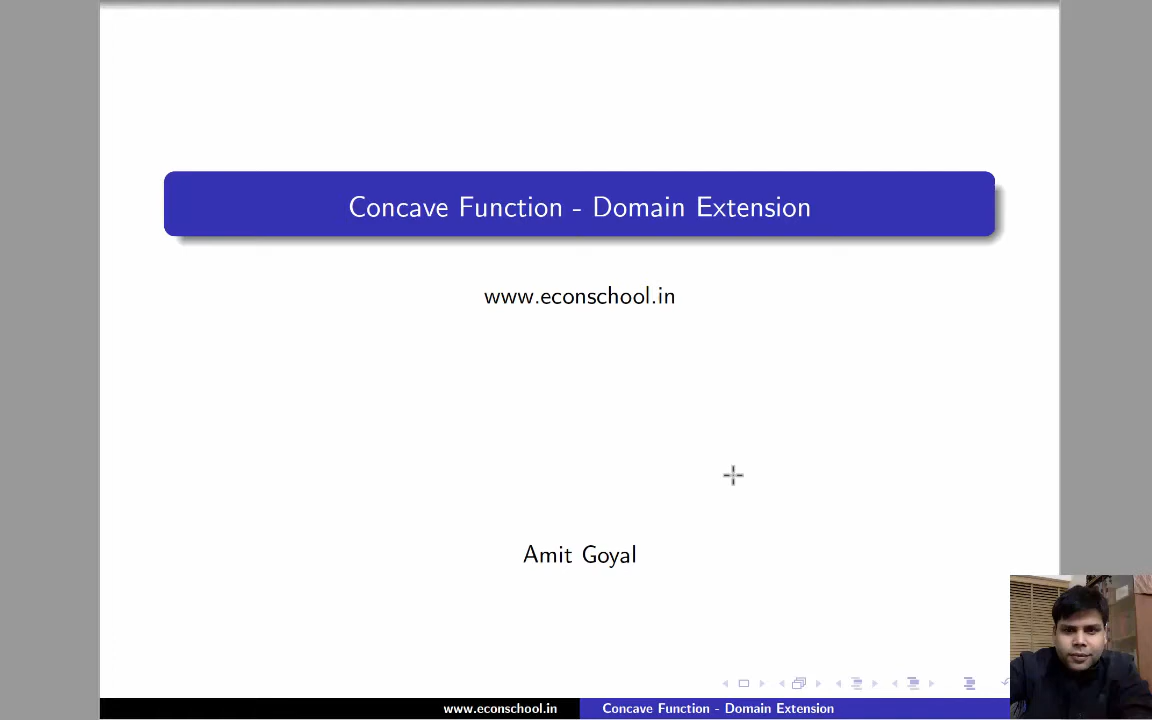 Concave Function - Domain Extension
www.econschool.in
Amit Goyal
www.econschool.in
Concave Function - Domain Extension